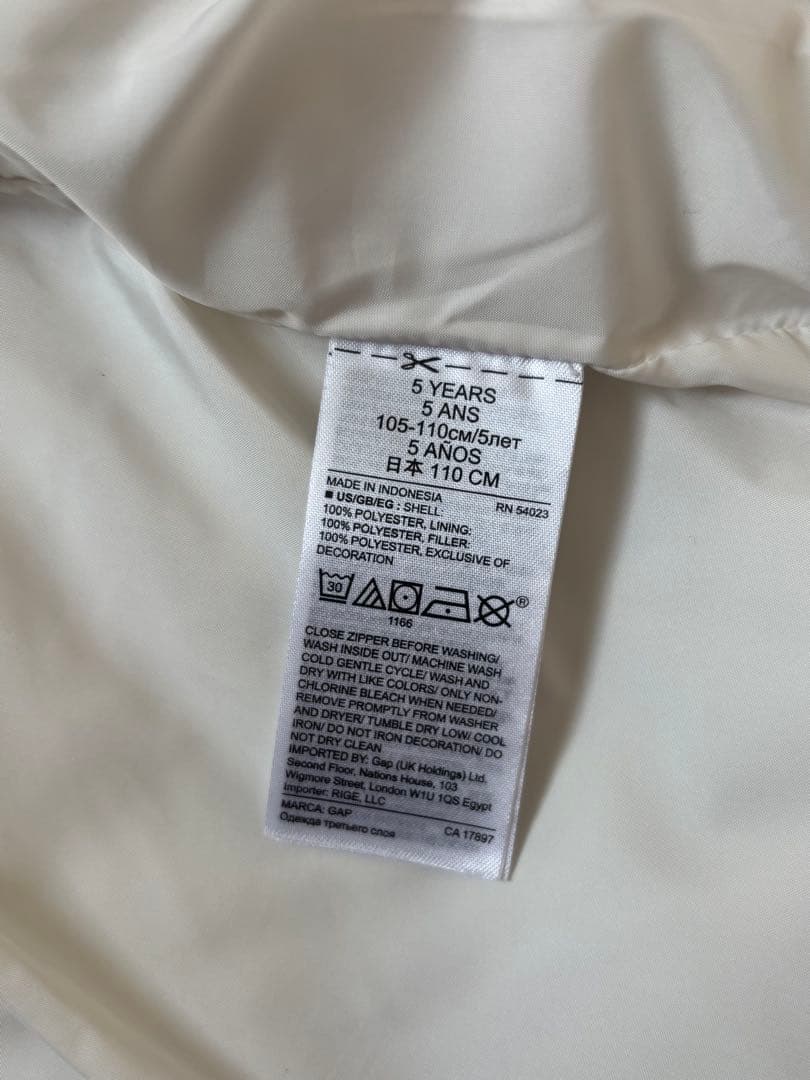 5 YEARS
5 ANS
105-110см/5лет
5 AÑOS
日本 110 CM
MADE IN INDONESIA
RN 54023
■ US/GB/EG : SHELL:
100% POLYESTER, LINING:
100% POLYESTER, FILLER:
100% POLYESTER, EXCLUSIVE OF
DECORATION
30
®
1166
CLOSE ZIPPER BEFORE WASHING/
WASH INSIDE OUT/ MACHINE WASH
COLD GENTLE CYCLE/ WASH AND
DRY WITH LIKE COLORS/ ONLY NON-
CHLORINE BLEACH WHEN NEEDED/
REMOVE PROMPTLY FROM WASHER
AND DRYER/ TUMBLE DRY LOW/ COOL
IRON/ DO NOT IRON DECORATION/ DO
NOT DRY CLEAN
IMPORTED BY: Gap (UK Holdings) Ltd.
Second Floor, Nations House, 103
Wigmore Street, London W1U 1QS Egypt
Importer: RIGE, LLC
MARCA: GAP
Одежда третьего слоя
CA 17897